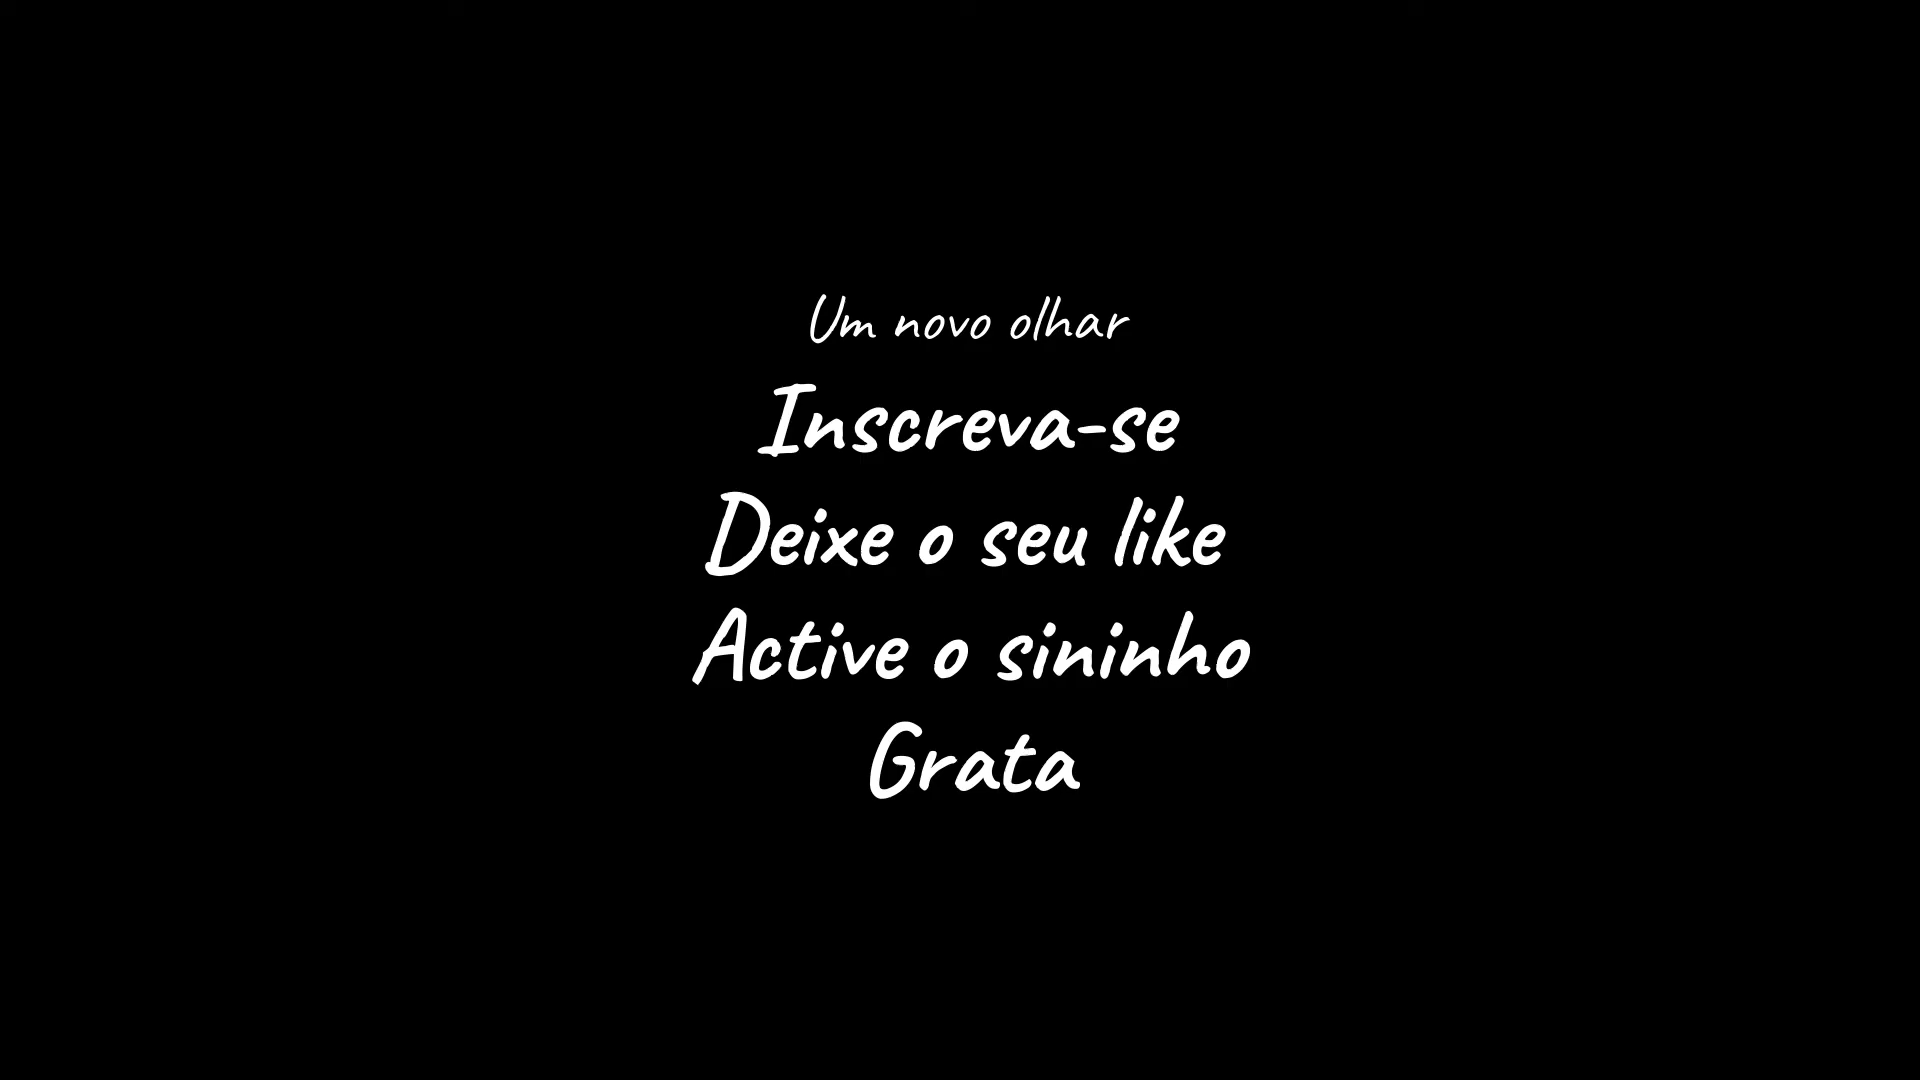 Um novo olhar
Inscreva-se
Deixe o seu like
Active o sininho
Grata